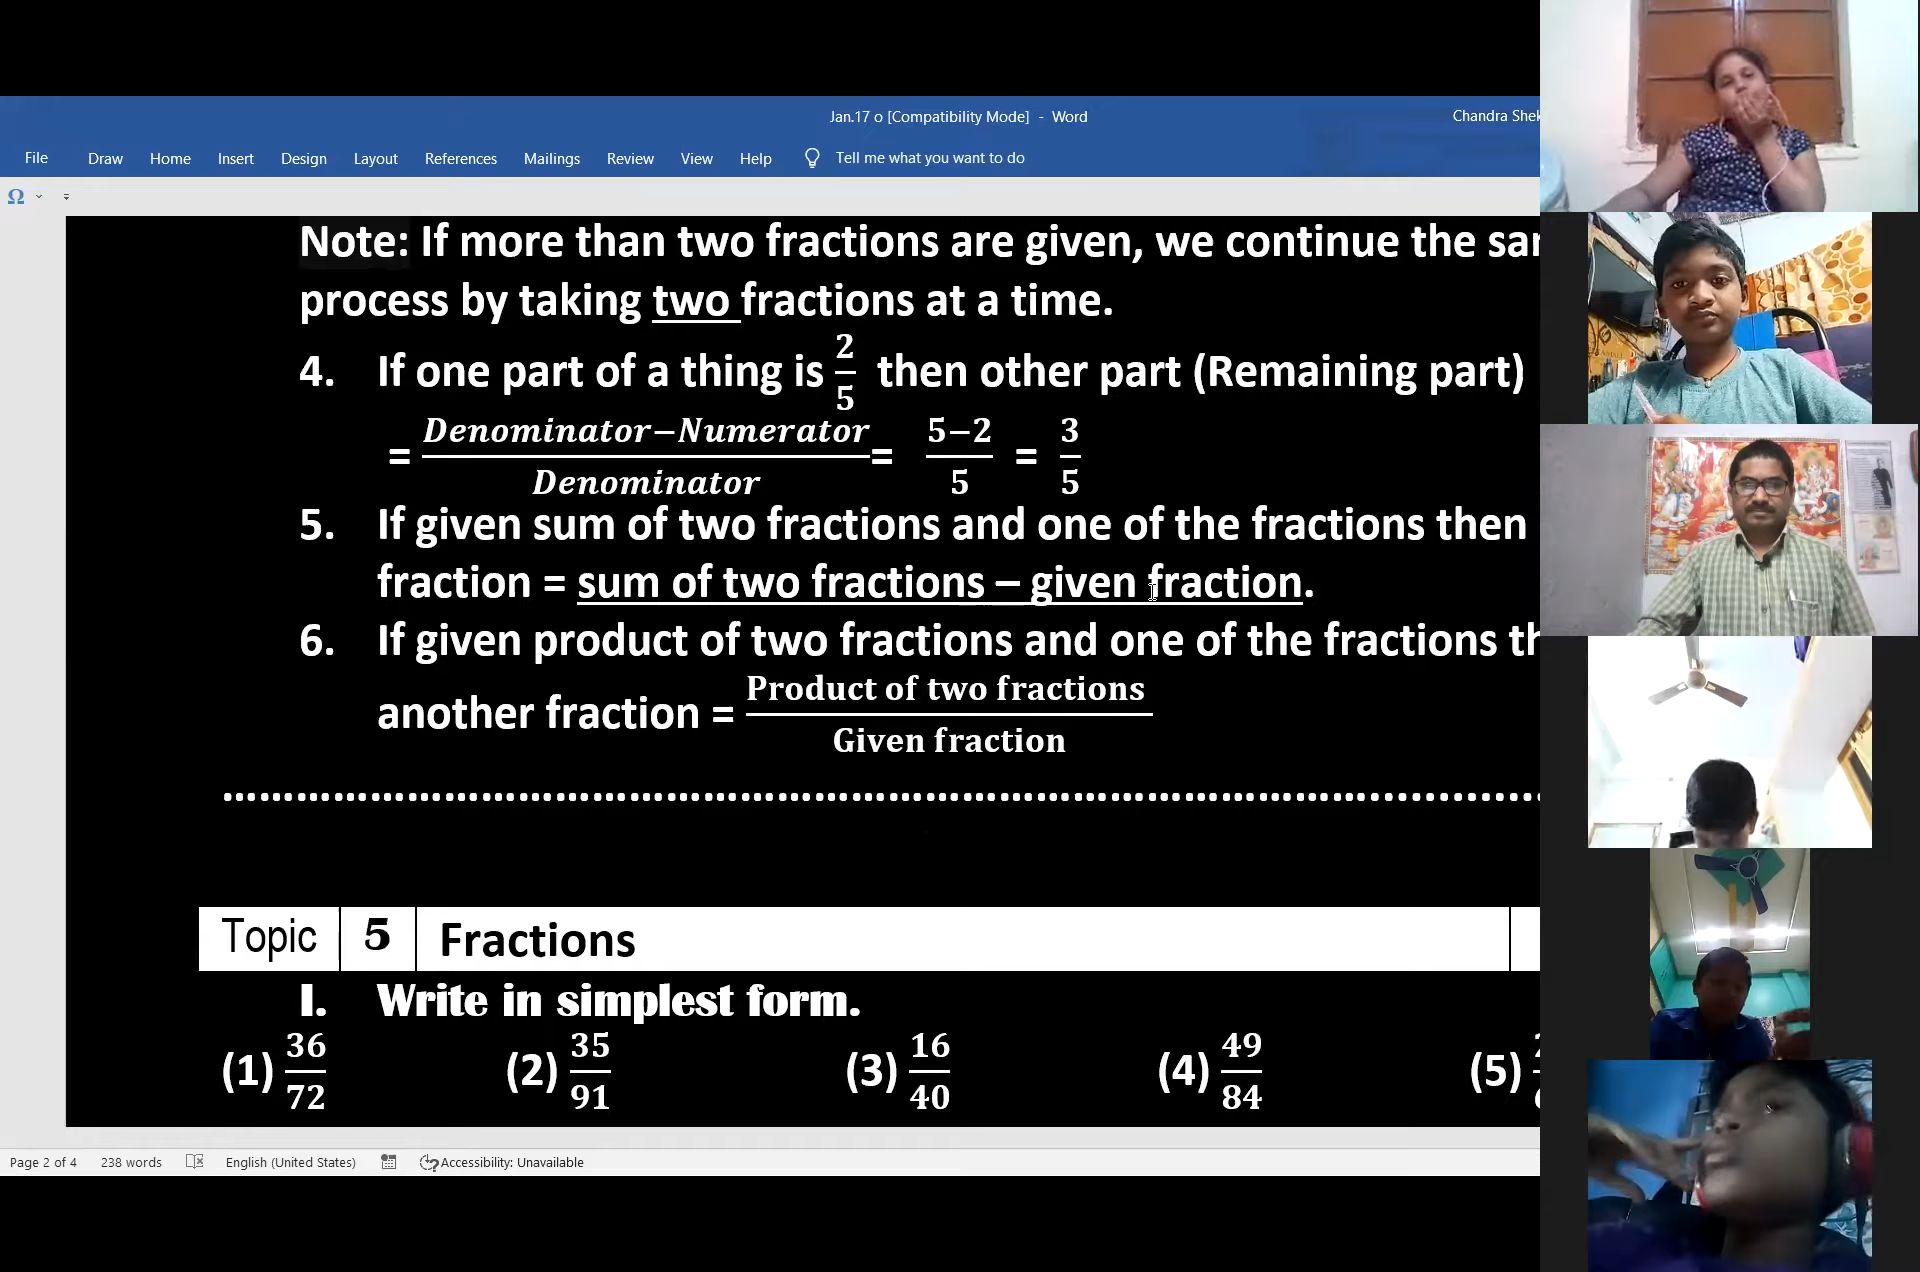 Jan.17 o [Compatibility Mode] - Word
Chandra Shek
File Draw Home Insert Design Layout References Mailings Review View Help Tell me what you want to do
Note: If more than two fractions are given, we continue the
process by taking two fractions at a time.
4. If one part of a thing is 2/5 then other part (Remaining part)
= Denominator−Numerator/Denominator = 5−2/5 = 3/5
5. If given sum of two fractions and one of the fractions then
fraction = sum of two fractions – given fraction.
6. If given product of two fractions and one of the fractions
another fraction = Product of two fractions/Given fraction
Topic 5 Fractions
I. Write in simplest form.
(1) 36/72 (2) 35/91 (3) 16/40 (4) 49/84 (5)
Page 2 of 4 238 words English (United States) Accessibility: Unavailable